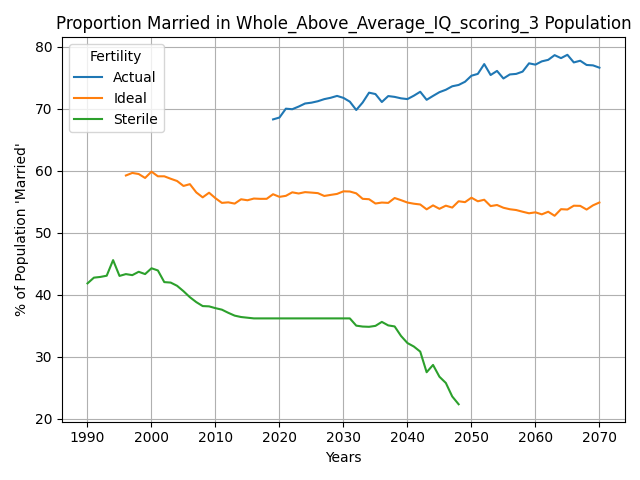 Proportion Married in Whole_Above_Average_IQ_scoring_3 Population
Fertility
Actual
Ideal
Sterile
% of Population 'Married'
80
70
60
50
40
30
20
1990 2000 2010 2020 2030 2040 2050 2060 2070
Years